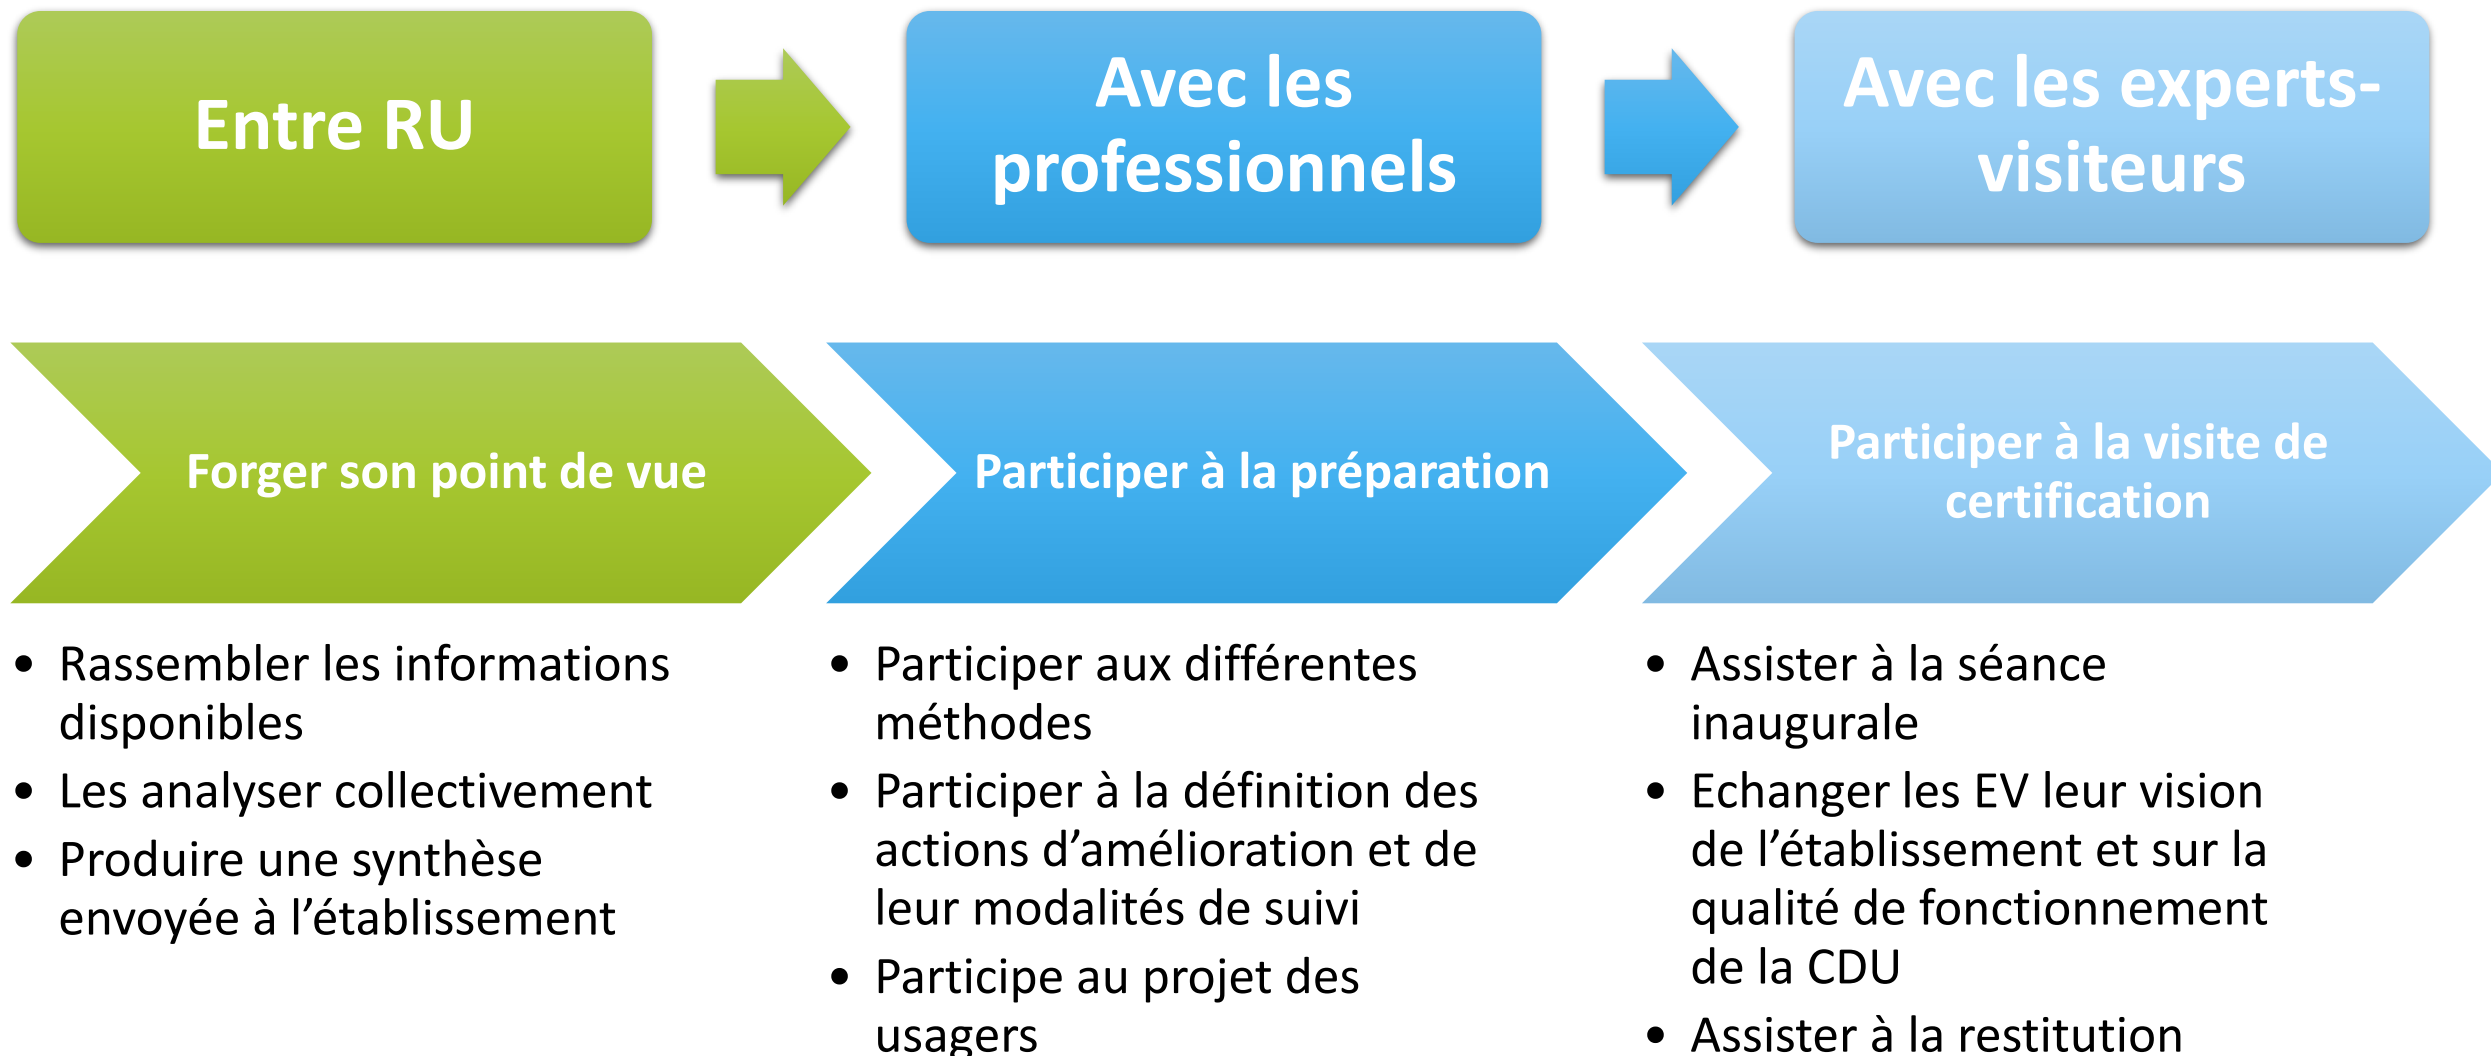 Entre RU
Avec les
professionnels
Avec les experts-
visiteurs
Forger son point de vue
Participer à la préparation
Participer à la visite de
certification
• Rassembler les informations
disponibles
• Les analyser collectivement
• Produire une synthèse
envoyée à l’établissement
• Participer aux différentes
méthodes
• Participer à la définition des
actions d’amélioration et de
leur modalités de suivi
• Participe au projet des
usagers
• Assister à la séance
inaugurale
• Echanger les EV leur vision
de l’établissement et sur la
qualité de fonctionnement
de la CDU
• Assister à la restitution